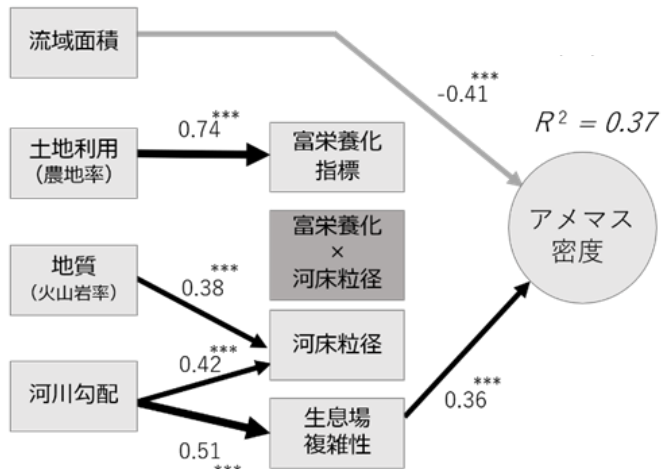 流域面積
-0.41***
R² = 0.37
土地利用
（農地率）
0.74***
富栄養化
指標
アメマス
密度
富栄養化
×
河床粒径
地質
（火山岩率）
0.38***
河床粒径
0.42***
河川勾配
生息場
複雑性
0.36***
0.51***